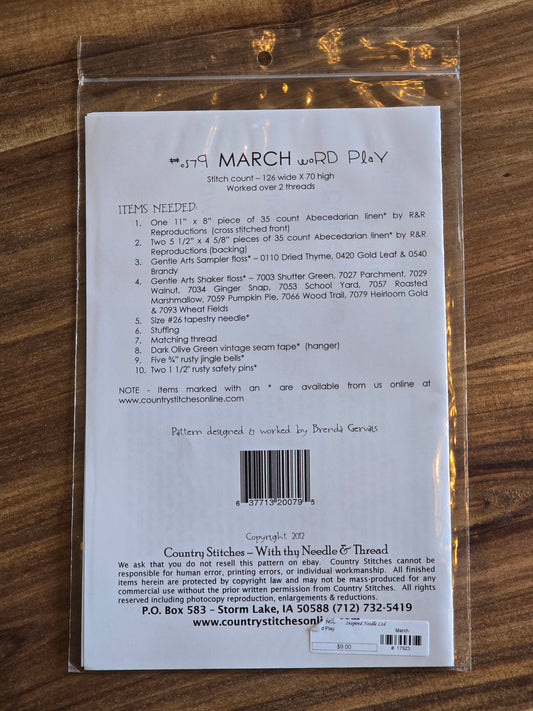 #0579 MARCH WORD PLAY
Stitch count – 126 wide X 70 high
Worked over 2 threads
ITEMS NEEDED:
1. One 11" x 8" piece of 35 count Abecedarian linen* by R&R
Reproductions (cross stitched front)
2. Two 5 1/2" x 4 5/8" pieces of 35 count Abecedarian linen* by R&R
Reproductions (backing)
3. Gentle Arts Sampler floss* – 0110 Dried Thyme, 0420 Gold Leaf & 0540
Brandy
4. Gentle Arts Shaker floss* – 7003 Shutter Green, 7027 Parchment, 7029
Walnut, 7034 Ginger Snap, 7053 School Yard, 7057 Roasted
Marshmallow, 7059 Pumpkin Pie, 7066 Wood Trail, 7079 Heirloom Gold
& 7093 Wheat Fields
5. Size #26 tapestry needle*
6. Stuffing
7. Matching thread
8. Dark Olive Green vintage seam tape* (hanger)
9. Five ¾" rusty jingle bells*
10. Two 1 1/2" rusty safety pins*
NOTE - Items marked with an * are available from us online at
www.countrystitchesonline.com
Pattern designed & worked by Brenda Gervais
6 37713 20079 5
Copyright 2012
Country Stitches – With thy Needle & Thread
We ask that you do not resell this pattern on ebay. Country Stitches cannot be
responsible for human error, printing errors, or individual workmanship. All finished
items herein are protected by copyright law and may not be mass-produced for any
commercial use without the prior written permission from Country Stitches. All rights
reserved including photocopy reproduction, enlargements & reductions.
P.O. Box 583 – Storm Lake, IA 50588 (712) 732-5419
www.countrystitchesonli
NCL Inspired Needle Ltd March
d Play
$9.00 # 17923